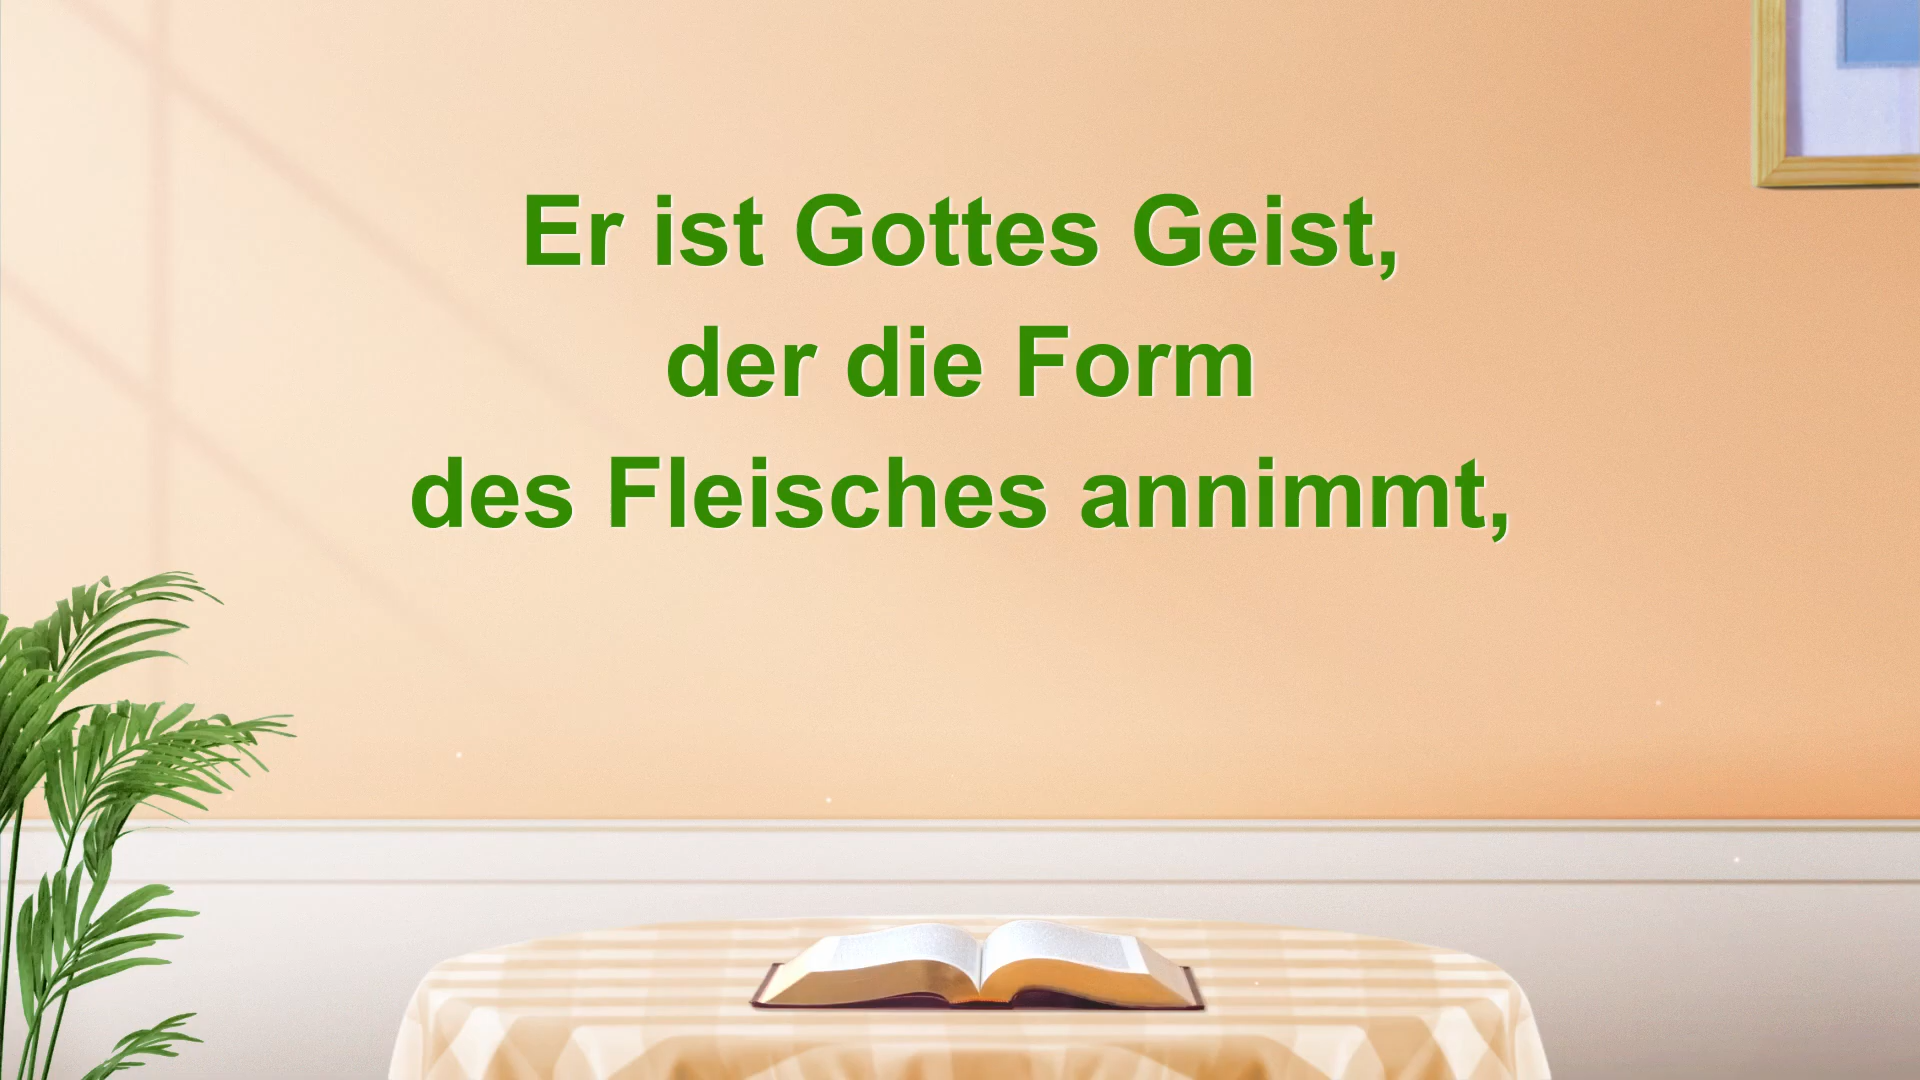 Er ist Gottes Geist,
der die Form
des Fleisches annimmt,